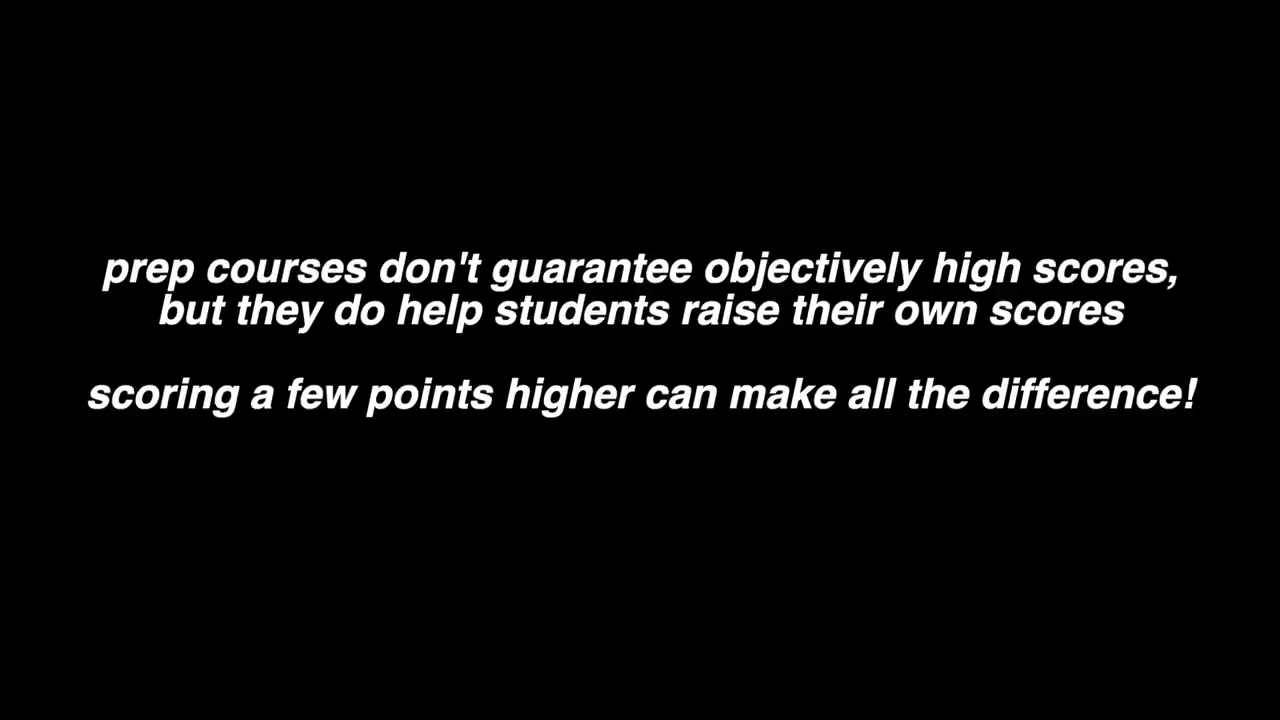 prep courses don't guarantee objectively high scores,
but they do help students raise their own scores
scoring a few points higher can make all the difference!